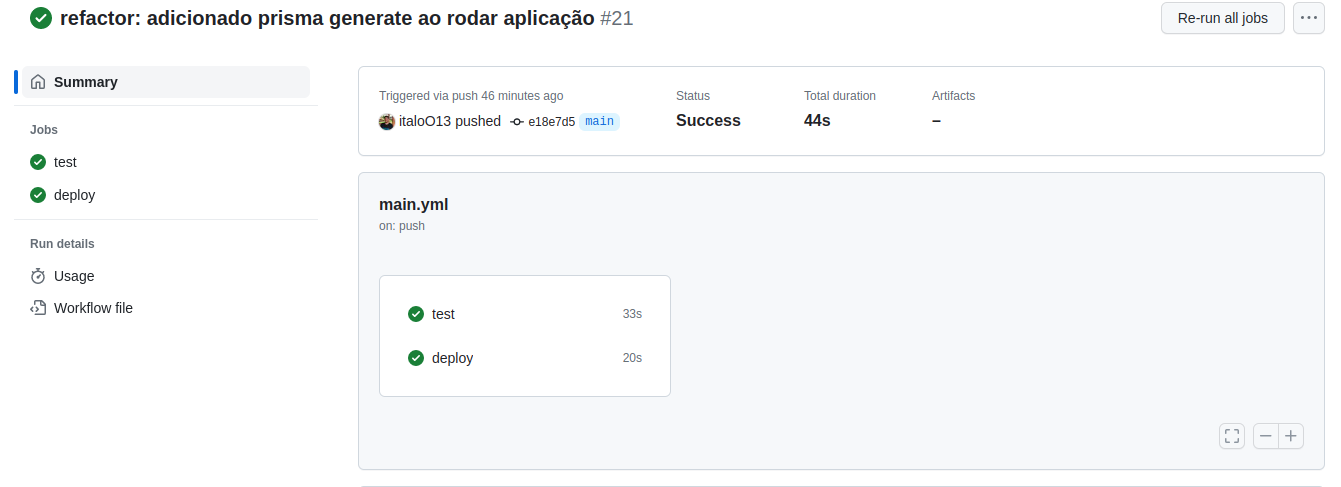 refactor: adicionado prisma generate ao rodar aplicação #21
Re-run all jobs
Summary
Jobs
test
deploy
Run details
Usage
Workflow file
Triggered via push 46 minutes ago
italoO13 pushed e18e7d5 main
Status
Success
Total duration
44s
Artifacts
–
main.yml
on: push
test 33s
deploy 20s